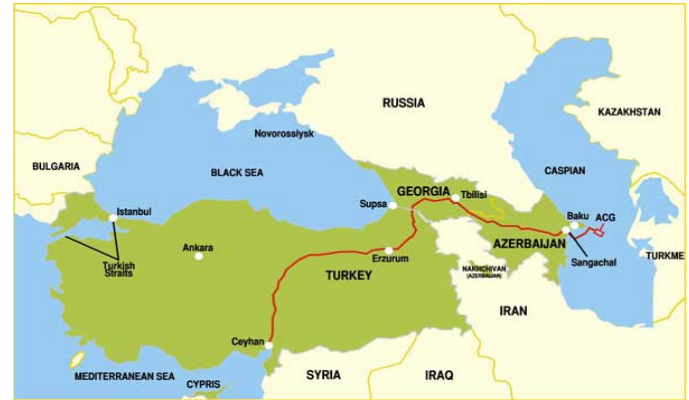 RUSSIA
KAZAKHSTAN
Novorossiysk
BULGARIA
BLACK SEA
CASPIAN
GEORGIA
Tbilisi
Supsa
Istanbul
Baku
ACG
Ankara
AZERBAIJAN
Turkish
Straits
Erzurum
TURKEY
Sangachal
TURKME
NAKHCHIVAN
(AZERBAIJAN)
IRAN
Ceyhan
MEDITERRANEAN SEA
CYPRIS
SYRIA
IRAQ